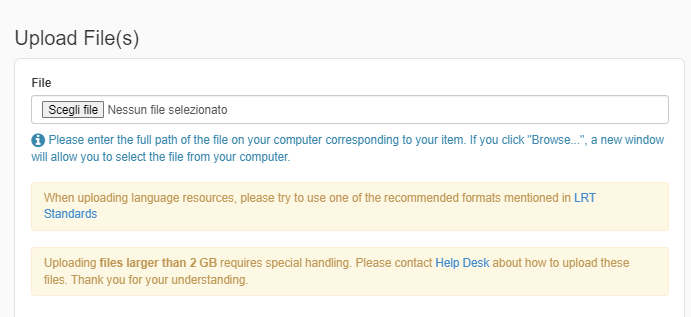 Upload File(s)
File
Scegli file Nessun file selezionato
Please enter the full path of the file on your computer corresponding to your item. If you click "Browse...", a new window
will allow you to select the file from your computer.
When uploading language resources, please try to use one of the recommended formats mentioned in LRT
Standards
Uploading files larger than 2 GB requires special handling. Please contact Help Desk about how to upload these
files. Thank you for your understanding.